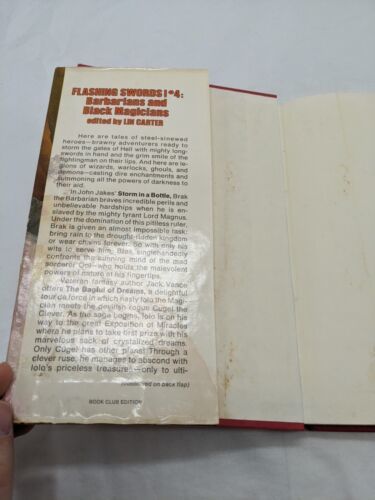 FLASHING SWORDS! #4:
Barbarians and
Black Magicians
edited by LIN CARTER
Here are tales of steel-sinewed
heroes—brawny adventurers ready to
storm the gates of Hell with mighty long-
swords in hand and the grim smile of the
fightingman on their lips. And here are le-
gions of wizards, warlocks, ghouls, and
demons—casting dire enchantments and
summoning all the powers of darkness to
their aid.
In John Jakes' Storm in a Bottle, Brak
the Barbarian braves incredible perils and
unbelievable hardships when he is en-
slaved by the mighty tyrant Lord Magnus.
Under the domination of this pitiless ruler,
Brak is given an almost impossible task:
bring rain to the drought-ridden kingdom
or wear chains forever. So with only his
wits to serve him, Brak singlehandedly
confronts the cunning mind of the mad
sorcerer Ool—who holds the malevolent
powers of nature at his fingertips.
Veteran fantasy author Jack Vance
offers The Bagful of Dreams, a delightful
tour de force in which nasty Iolo the Magi-
cian meets the devilish rogue Cugel the
Clever. As the saga begins, Iolo is on his
way to the great Exposition of Miracles
where he plans to take first prize with his
marvelous sack of crystallized dreams.
Only Cugel has other plans! Through a
clever ruse, he manages to abscond with
Iolo's priceless treasure—only to ulti-
(continued on back flap)
BOOK CLUB EDITION